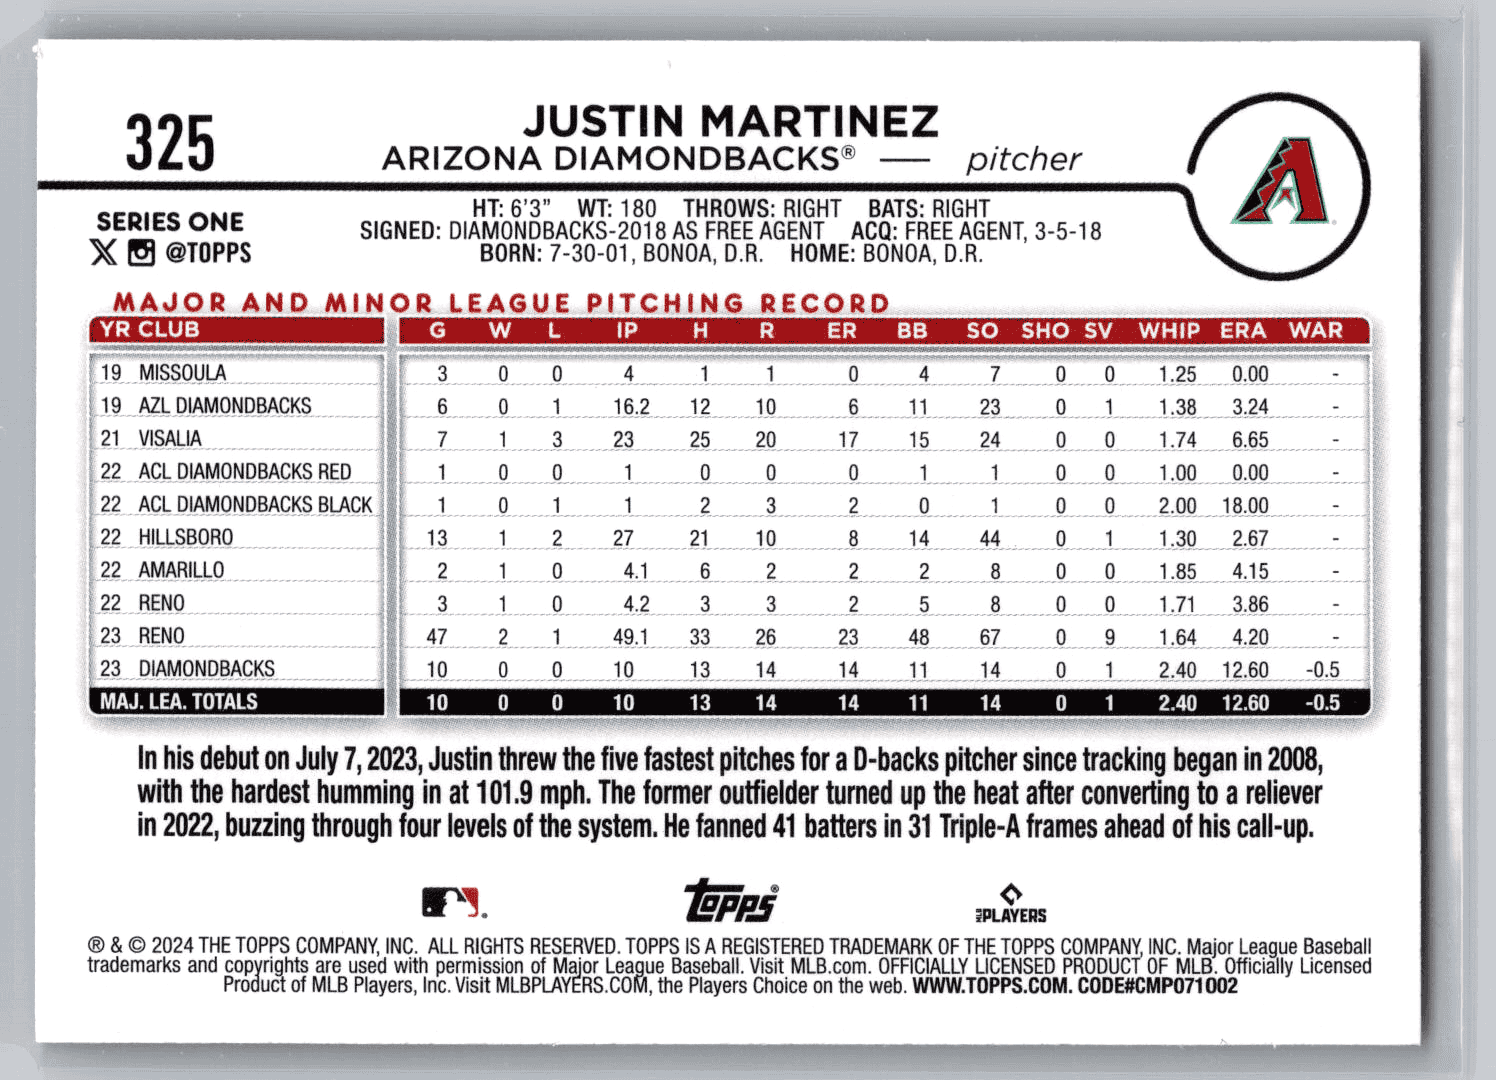 325
JUSTIN MARTINEZ
ARIZONA DIAMONDBACKS® — pitcher
SERIES ONE
@TOPPS
HT: 6'3" WT: 180 THROWS: RIGHT BATS: RIGHT
SIGNED: DIAMONDBACKS-2018 AS FREE AGENT ACQ: FREE AGENT, 3-5-18
BORN: 7-30-01, BONOA, D.R. HOME: BONOA, D.R.
MAJOR AND MINOR LEAGUE PITCHING RECORD
YR CLUB G W L IP H R ER BB SO SHO SV WHIP ERA WAR
19 MISSOULA 3 0 0 4 1 1 0 4 7 0 0 1.25 0.00 -
19 AZL DIAMONDBACKS 6 0 1 16.2 12 10 6 11 23 0 1 1.38 3.24 -
21 VISALIA 7 1 3 23 25 20 17 15 24 0 0 1.74 6.65 -
22 ACL DIAMONDBACKS RED 1 0 0 1 0 0 0 1 1 0 0 1.00 0.00 -
22 ACL DIAMONDBACKS BLACK 1 0 1 1 2 3 2 0 1 0 0 2.00 18.00 -
22 HILLSBORO 13 1 2 27 21 10 8 14 44 0 1 1.30 2.67 -
22 AMARILLO 2 1 0 4.1 6 2 2 2 8 0 0 1.85 4.15 -
22 RENO 3 1 0 4.2 3 3 2 5 8 0 0 1.71 3.86 -
23 RENO 47 2 1 49.1 33 26 23 48 67 0 9 1.64 4.20 -
23 DIAMONDBACKS 10 0 0 10 13 14 14 11 14 0 1 2.40 12.60 -0.5
MAJ. LEA. TOTALS 10 0 0 10 13 14 14 11 14 0 1 2.40 12.60 -0.5
In his debut on July 7, 2023, Justin threw the five fastest pitches for a D-backs pitcher since tracking began in 2008,
with the hardest humming in at 101.9 mph. The former outfielder turned up the heat after converting to a reliever
in 2022, buzzing through four levels of the system. He fanned 41 batters in 31 Triple-A frames ahead of his call-up.
Topps®
MLB PLAYERS
® & © 2024 THE TOPPS COMPANY, INC. ALL RIGHTS RESERVED. TOPPS IS A REGISTERED TRADEMARK OF THE TOPPS COMPANY, INC. Major League Baseball
trademarks and copyrights are used with permission of Major League Baseball. Visit MLB.com. OFFICIALLY LICENSED PRODUCT OF MLB. Officially Licensed
Product of MLB Players, Inc. Visit MLBPLAYERS.COM, the Players Choice on the web. WWW.TOPPS.COM. CODE#CMP071002